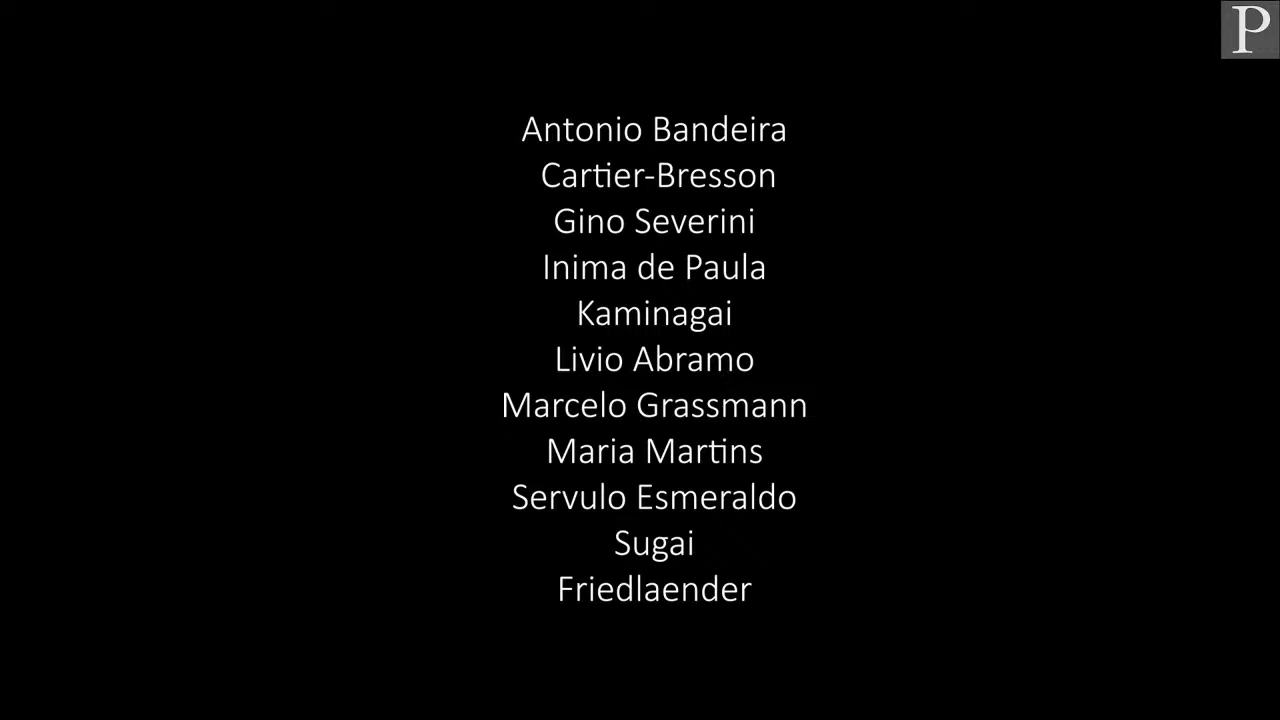 P
Antonio Bandeira
Cartier-Bresson
Gino Severini
Inima de Paula
Kaminagai
Livio Abramo
Marcelo Grassmann
Maria Martins
Servulo Esmeraldo
Sugai
Friedlaender